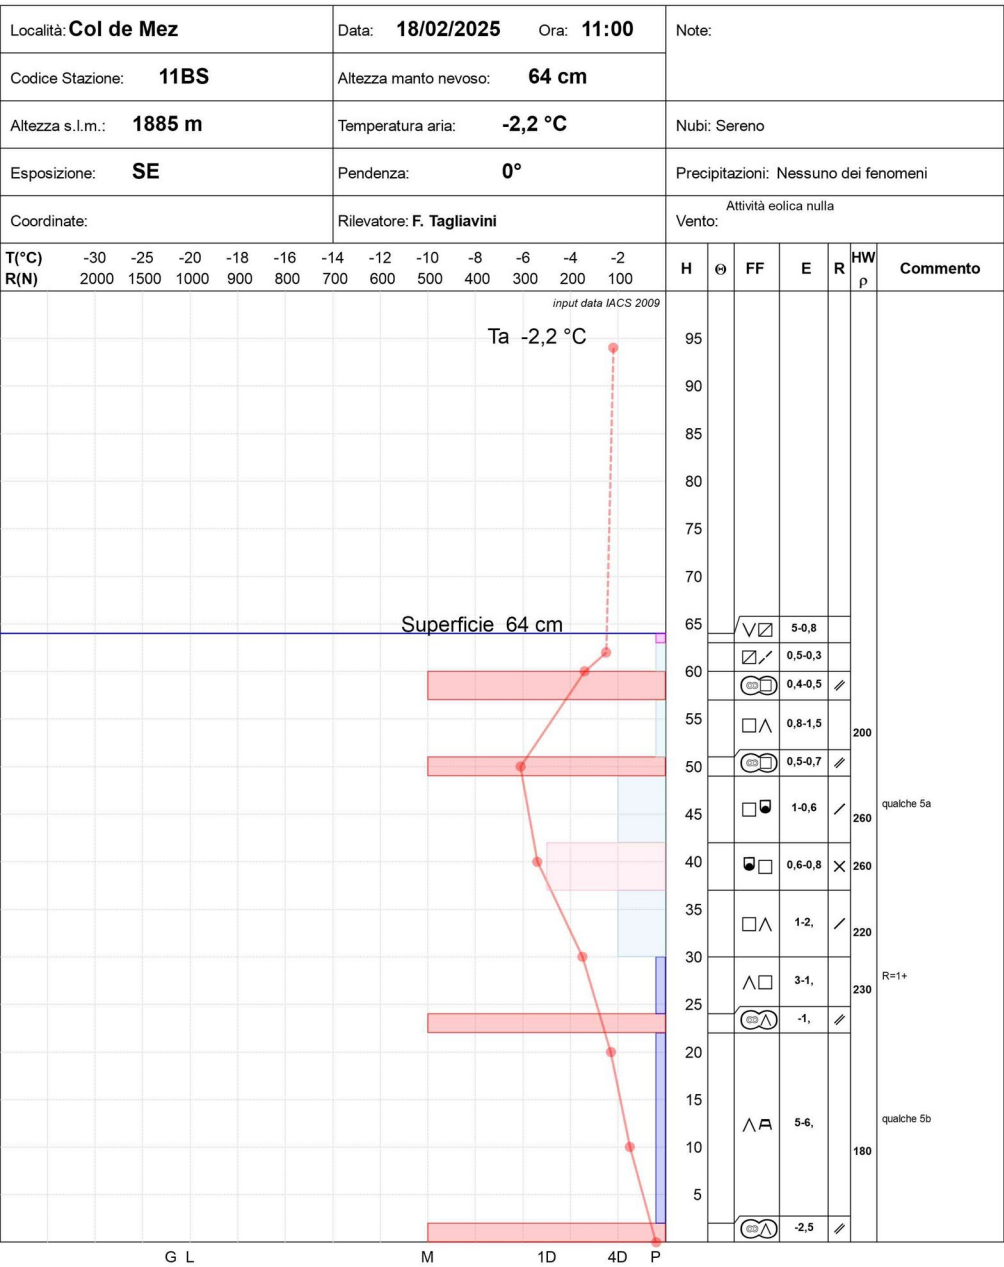 Località: Col de Mez
Data: 18/02/2025 Ora: 11:00
Note:
Codice Stazione: 11BS
Altezza manto nevoso: 64 cm
Altezza s.l.m.: 1885 m
Temperatura aria: -2,2 °C
Nubi: Sereno
Esposizione: SE
Pendenza: 0°
Precipitazioni: Nessuno dei fenomeni
Coordinate:
Rilevatore: F. Tagliavini
Attività eolica nulla
Vento:
T(°C) -30 -25 -20 -18 -16 -14 -12 -10 -8 -6 -4 -2
R(N) 2000 1500 1000 900 800 700 600 500 400 300 200 100
H Θ FF E R HW ρ Commento
input data IACS 2009
Ta -2,2 °C
95
90
85
80
75
70
Superficie 64 cm
65
5-0,8
0,5-0,3
60
0,4-0,5
55
0,8-1,5
200
50
0,5-0,7
45
1-0,6
260
qualche 5a
40
0,6-0,8
260
35
1-2,
220
30
3-1,
230
R=1+
25
-1,
20
15
5-6,
qualche 5b
10
180
5
-2,5
G L M 1D 4D P